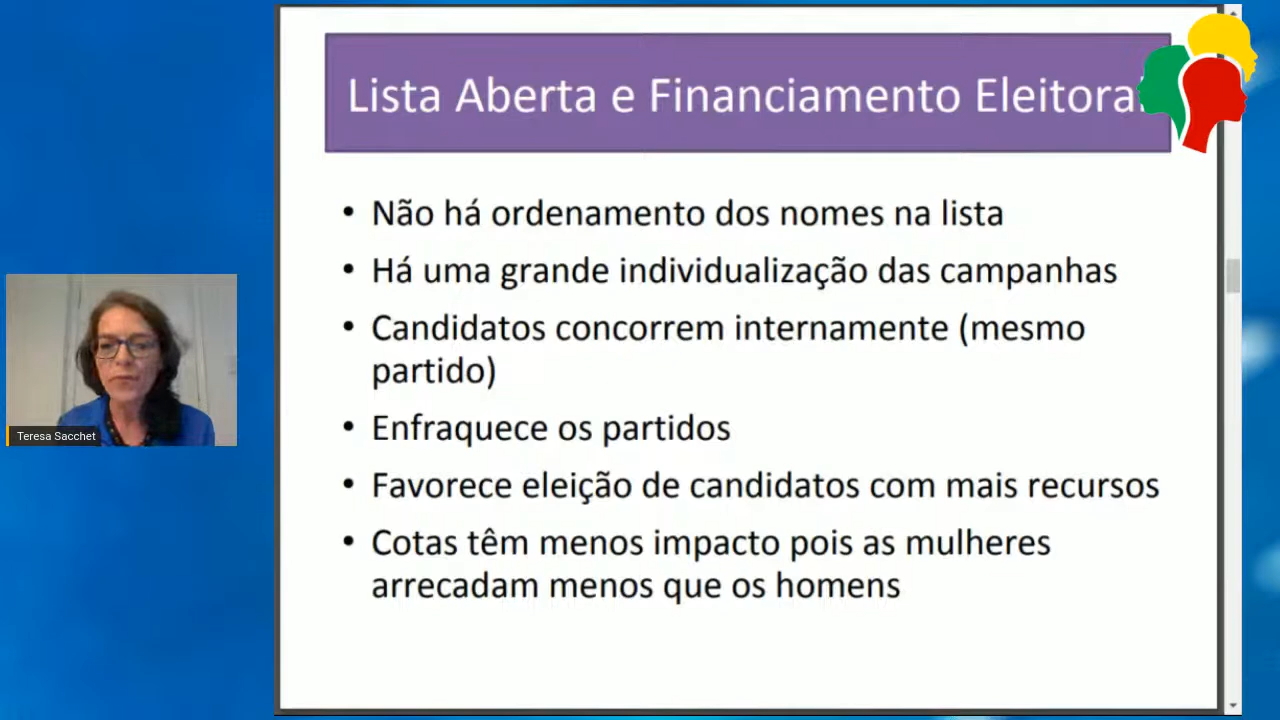 Lista Aberta e Financiamento Eleitoral
• Não há ordenamento dos nomes na lista
• Há uma grande individualização das campanhas
• Candidatos concorrem internamente (mesmo
partido)
• Enfraquece os partidos
• Favorece eleição de candidatos com mais recursos
• Cotas têm menos impacto pois as mulheres
arrecadam menos que os homens
Teresa Sacchet